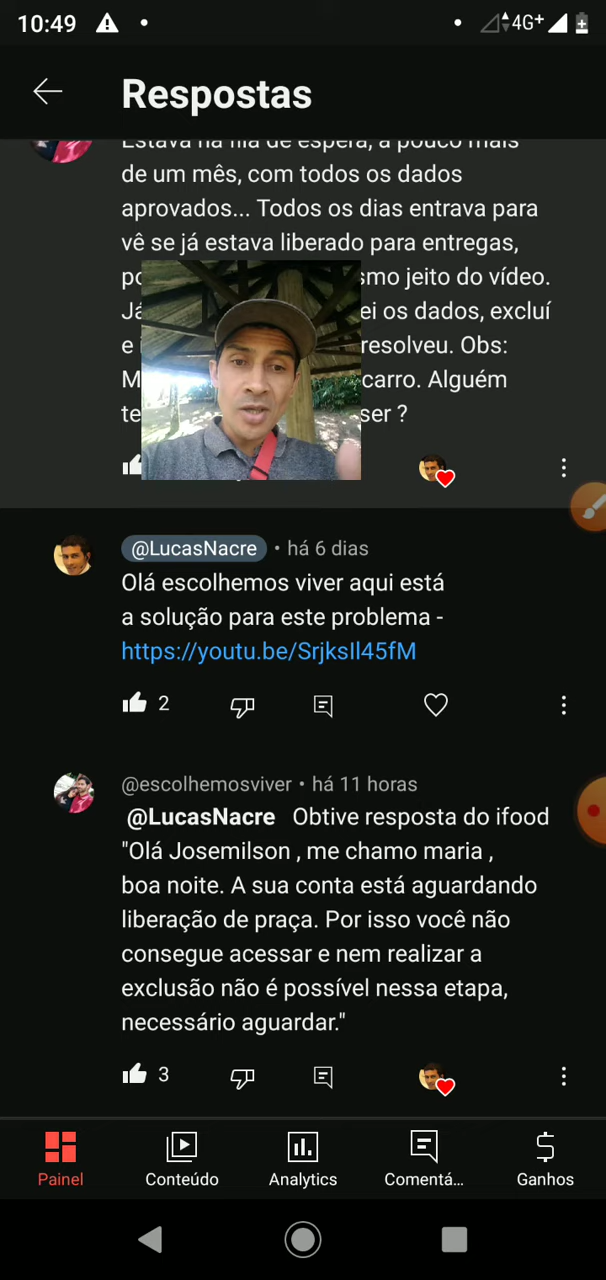 10:49
4G+
Respostas
Estava na fila de espera, a pouco mais
de um mês, com todos os dados
aprovados... Todos os dias entrava para
vê se já estava liberado para entregas,
smo jeito do vídeo.
ei os dados, excluí
e resolveu. Obs:
carro. Alguém
ser ?
@LucasNacre • há 6 dias
Olá escolhemos viver aqui está
a solução para este problema -
https://youtu.be/SrjksIl45fM
2
@escolhemosviver • há 11 horas
@LucasNacre Obtive resposta do ifood
"Olá Josemilson , me chamo maria ,
boa noite. A sua conta está aguardando
liberação de praça. Por isso você não
consegue acessar e nem realizar a
exclusão não é possível nessa etapa,
necessário aguardar."
3
Painel Conteúdo Analytics Comentá... Ganhos